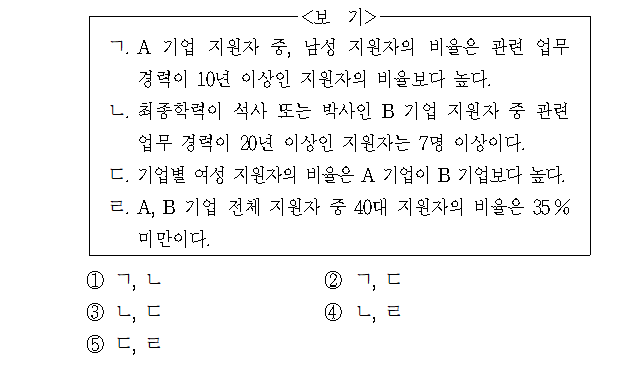 <보 기>
ㄱ. A 기업 지원자 중, 남성 지원자의 비율은 관련 업무
경력이 10년 이상인 지원자의 비율보다 높다.
ㄴ. 최종학력이 석사 또는 박사인 B 기업 지원자 중 관련
업무 경력이 20년 이상인 지원자는 7명 이상이다.
ㄷ. 기업별 여성 지원자의 비율은 A 기업이 B 기업보다 높다.
ㄹ. A, B 기업 전체 지원자 중 40대 지원자의 비율은 35%
미만이다.
① ㄱ, ㄴ ② ㄱ, ㄷ
③ ㄴ, ㄷ ④ ㄴ, ㄹ
⑤ ㄷ, ㄹ